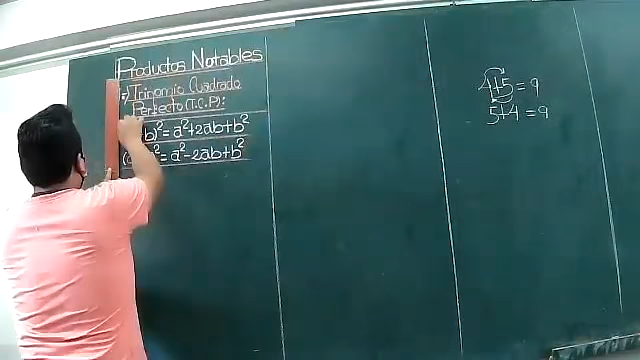 Productos Notables
Trinomio Cuadrado
Perfecto (T.C.P):
b)² = a²+2ab+b²
(a ² = a²-2ab+b²
4+5 = 9
5+4 = 9